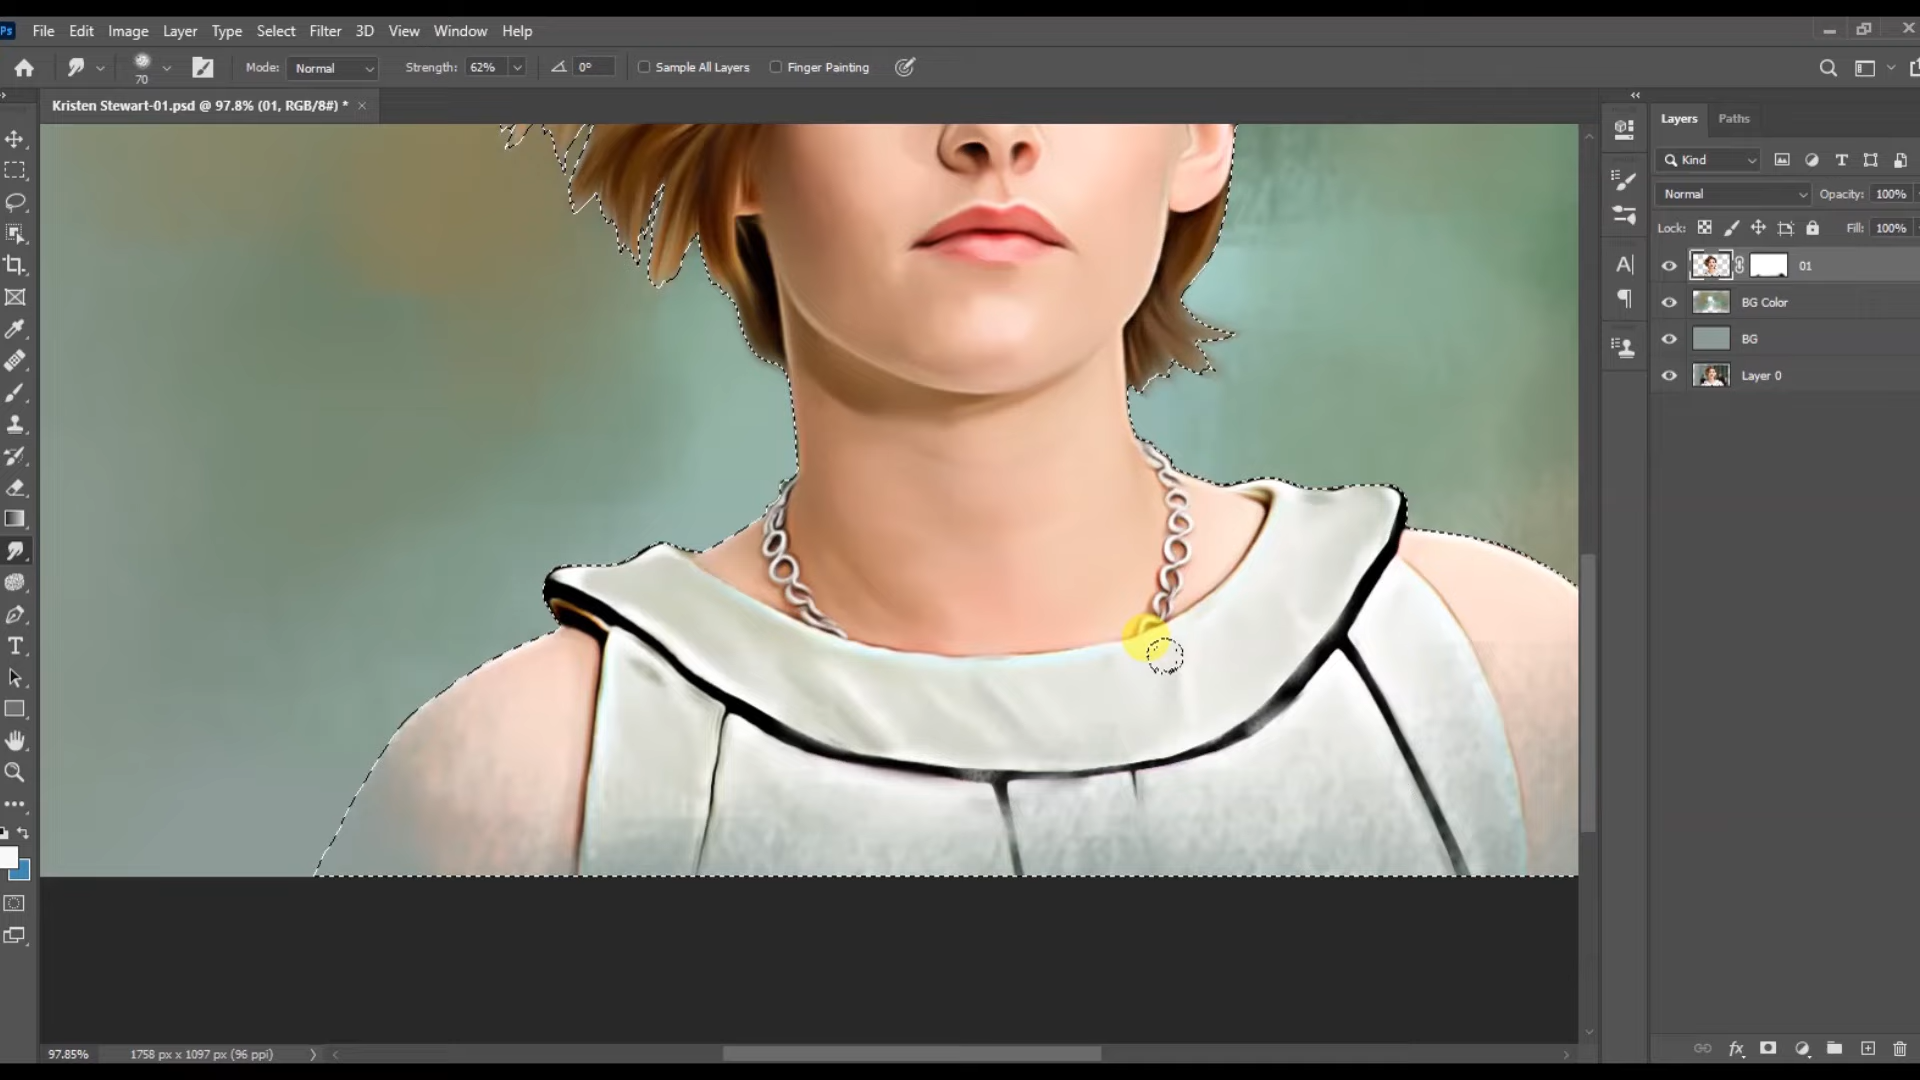 Ps File Edit Image Layer Type Select Filter 3D View Window Help
70 Mode: Normal Strength: 62% 0° Sample All Layers Finger Painting
Kristen Stewart-01.psd @ 97.8% (01, RGB/8#) * ×
Layers Paths
Kind
Normal Opacity: 100%
Lock: Fill: 100%
01
BG Color
BG
Layer 0
97.85% 1758 px x 1097 px (96 ppi)